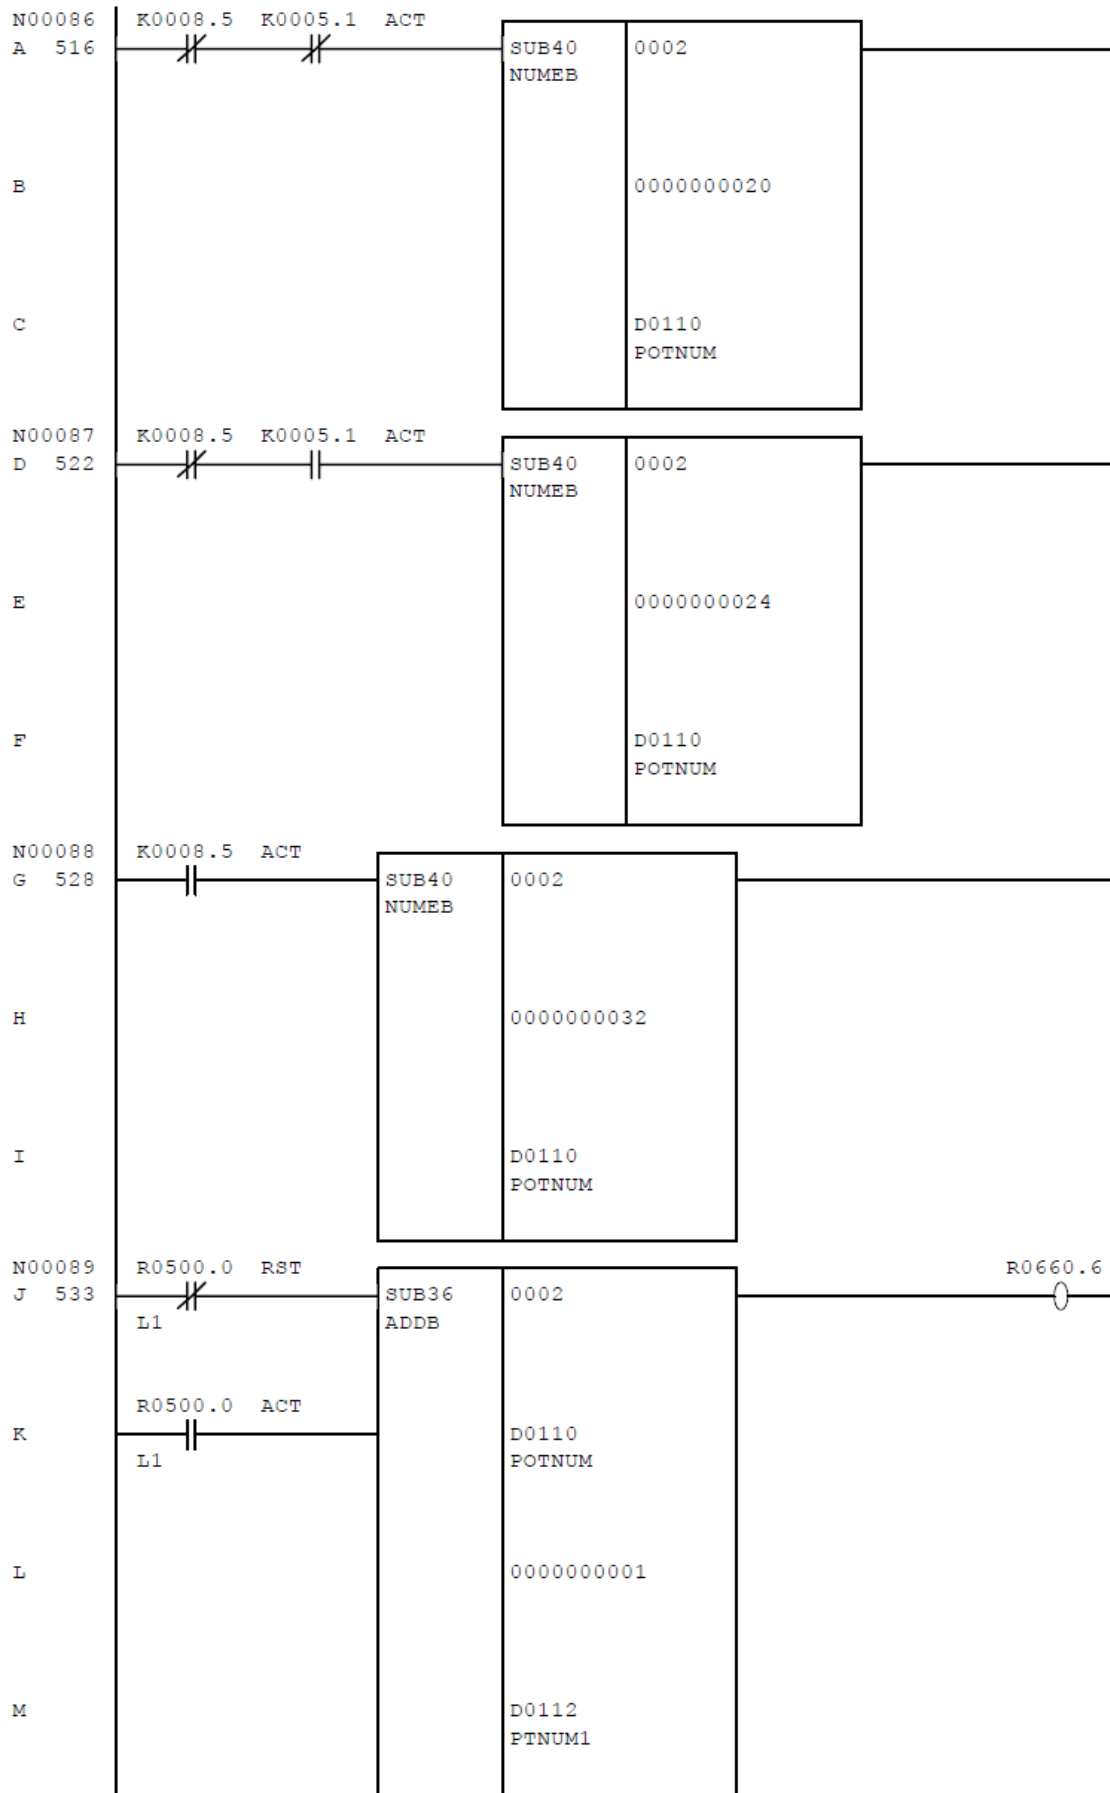 N00086 K0008.5 K0005.1 ACT
A 516 SUB40 0002
NUMEB
B 0000000020
C D0110
POTNUM
N00087 K0008.5 K0005.1 ACT
D 522 SUB40 0002
NUMEB
E 0000000024
F D0110
POTNUM
N00088 K0008.5 ACT
G 528 SUB40 0002
NUMEB
H 0000000032
I D0110
POTNUM
N00089 R0500.0 RST R0660.6
J 533 SUB36 0002
L1 ADDB
R0500.0 ACT
K D0110
L1 POTNUM
L 0000000001
M D0112
PTNUM1